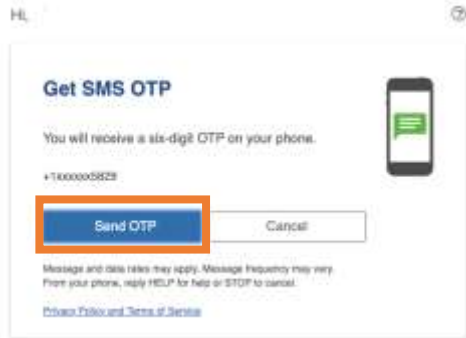 Hi,
Get SMS OTP
You will receive a six-digit OTP on your phone.
+1xxxxxx5829
Send OTP
Cancel
Message and data rates may apply. Message frequency may vary.
From your phone, reply HELP for help or STOP to cancel.
Privacy Policy and Terms of Service